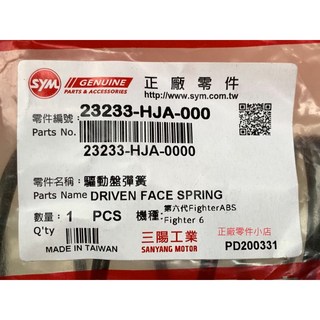 SYM GENUINE PARTS & ACCESSORIES 正廠零件
http://www.sym.com.tw
零件編號: 23233-HJA-000
Parts No. 23233-HJA-0000
零件名稱: 驅動盤彈簧
Parts Name DRIVEN FACE SPRING
數量: 1 PCS 機種: 第六代FighterABS
Q'ty Fighter 6
正廠零件小店
MADE IN TAIWAN 三陽工業 SANYANG MOTOR PD200331